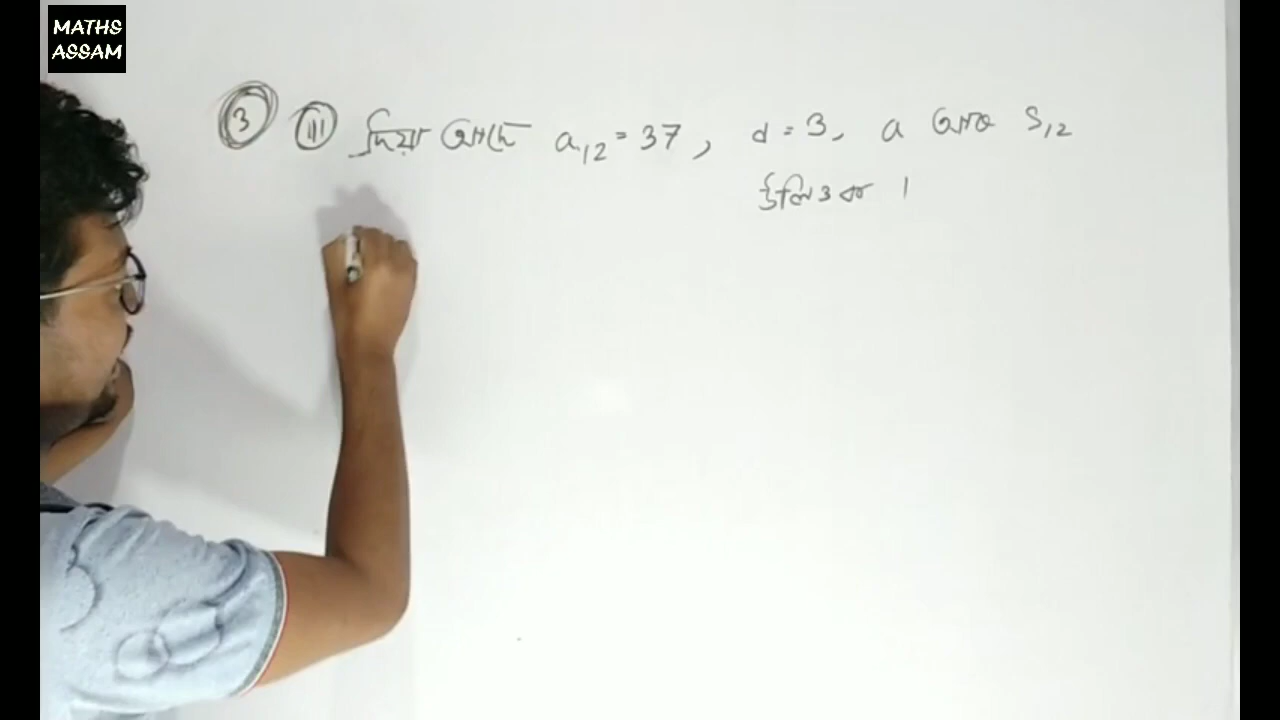 MATHS
ASSAM
3 iii দিয়া আছে a₁₂ = 37, d = 3, a আৰু S₁₂
উলিওৱা ।